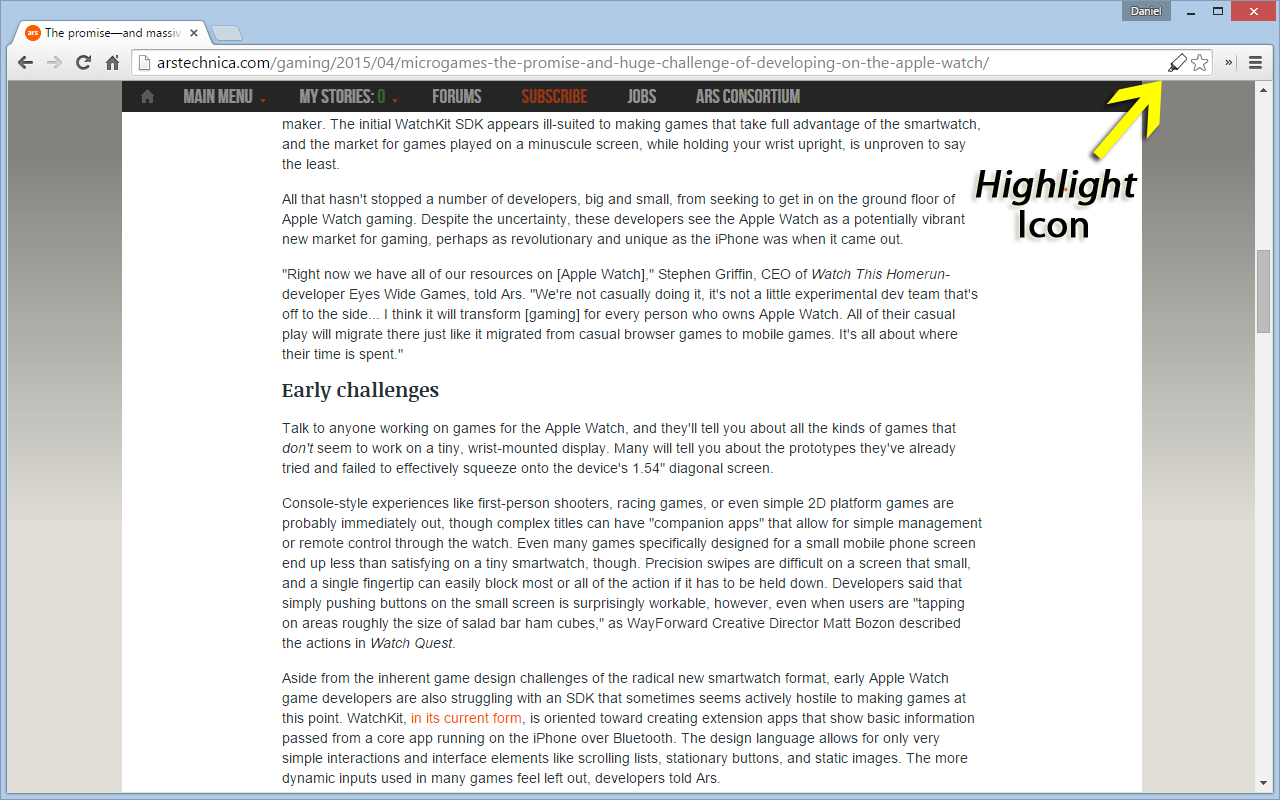 Daniel
ars The promise—and massiv
arstechnica.com/gaming/2015/04/microgames-the-promise-and-huge-challenge-of-developing-on-the-apple-watch/
MAIN MENU MY STORIES: 0 FORUMS SUBSCRIBE JOBS ARS CONSORTIUM
Highlight
Icon
maker. The initial WatchKit SDK appears ill-suited to making games that take full advantage of the smartwatch,
and the market for games played on a minuscule screen, while holding your wrist upright, is unproven to say
the least.
All that hasn't stopped a number of developers, big and small, from seeking to get in on the ground floor of
Apple Watch gaming. Despite the uncertainty, these developers see the Apple Watch as a potentially vibrant
new market for gaming, perhaps as revolutionary and unique as the iPhone was when it came out.
"Right now we have all of our resources on [Apple Watch]," Stephen Griffin, CEO of Watch This Homerun-
developer Eyes Wide Games, told Ars. "We're not casually doing it, it's not a little experimental dev team that's
off to the side... I think it will transform [gaming] for every person who owns Apple Watch. All of their casual
play will migrate there just like it migrated from casual browser games to mobile games. It's all about where
their time is spent."
Early challenges
Talk to anyone working on games for the Apple Watch, and they'll tell you about all the kinds of games that
don't seem to work on a tiny, wrist-mounted display. Many will tell you about the prototypes they've already
tried and failed to effectively squeeze onto the device's 1.54" diagonal screen.
Console-style experiences like first-person shooters, racing games, or even simple 2D platform games are
probably immediately out, though complex titles can have "companion apps" that allow for simple management
or remote control through the watch. Even many games specifically designed for a small mobile phone screen
end up less than satisfying on a tiny smartwatch, though. Precision swipes are difficult on a screen that small,
and a single fingertip can easily block most or all of the action if it has to be held down. Developers said that
simply pushing buttons on the small screen is surprisingly workable, however, even when users are "tapping
on areas roughly the size of salad bar ham cubes," as WayForward Creative Director Matt Bozon described
the actions in Watch Quest.
Aside from the inherent game design challenges of the radical new smartwatch format, early Apple Watch
game developers are also struggling with an SDK that sometimes seems actively hostile to making games at
this point. WatchKit, in its current form, is oriented toward creating extension apps that show basic information
passed from a core app running on the iPhone over Bluetooth. The design language allows for only very
simple interactions and interface elements like scrolling lists, stationary buttons, and static images. The more
dynamic inputs used in many games feel left out, developers told Ars.